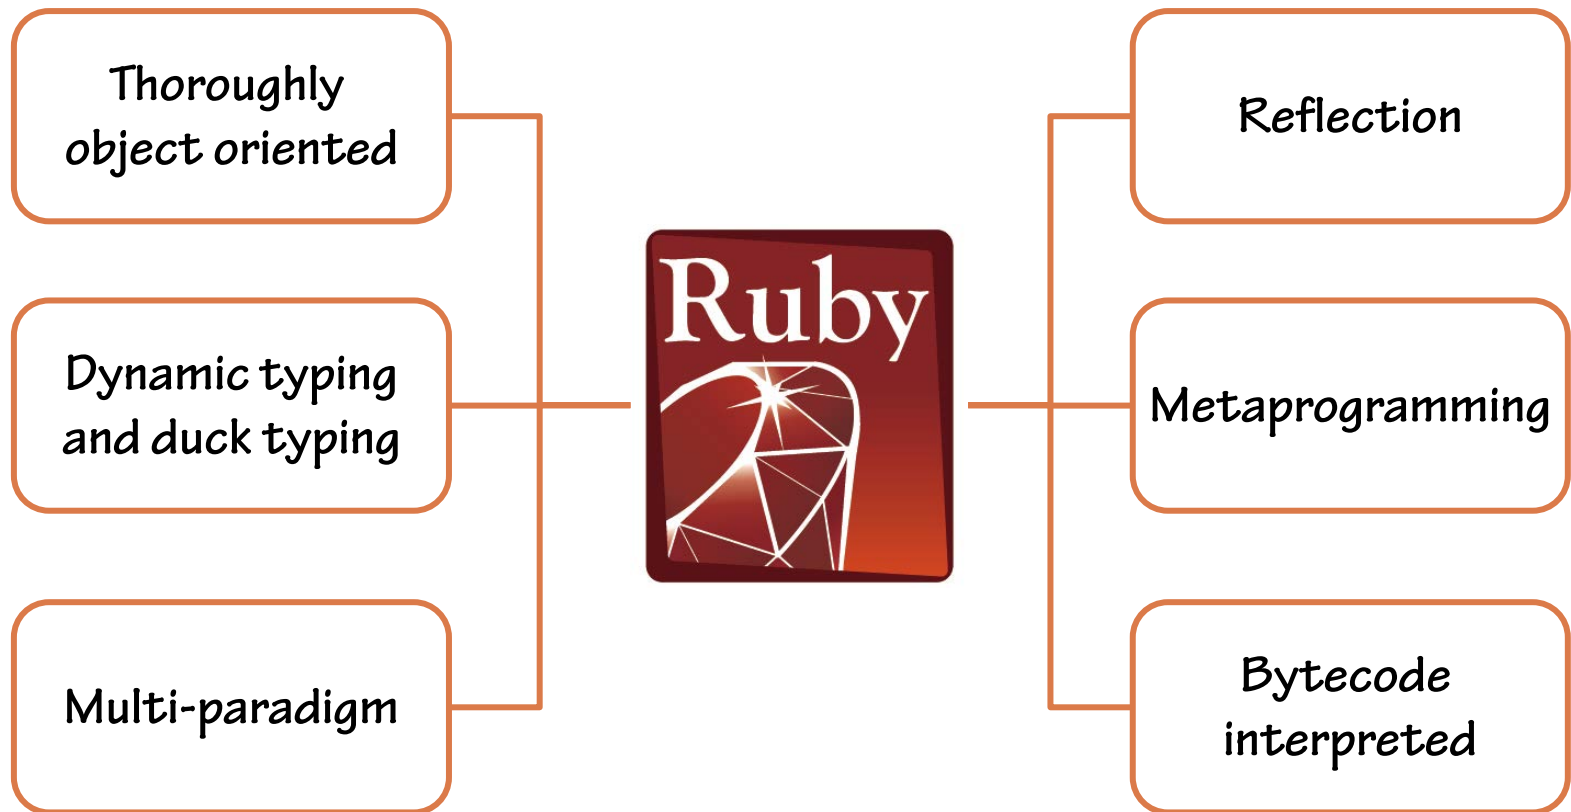 Thoroughly
object oriented
Dynamic typing
and duck typing
Multi-paradigm
Ruby
Reflection
Metaprogramming
Bytecode
interpreted